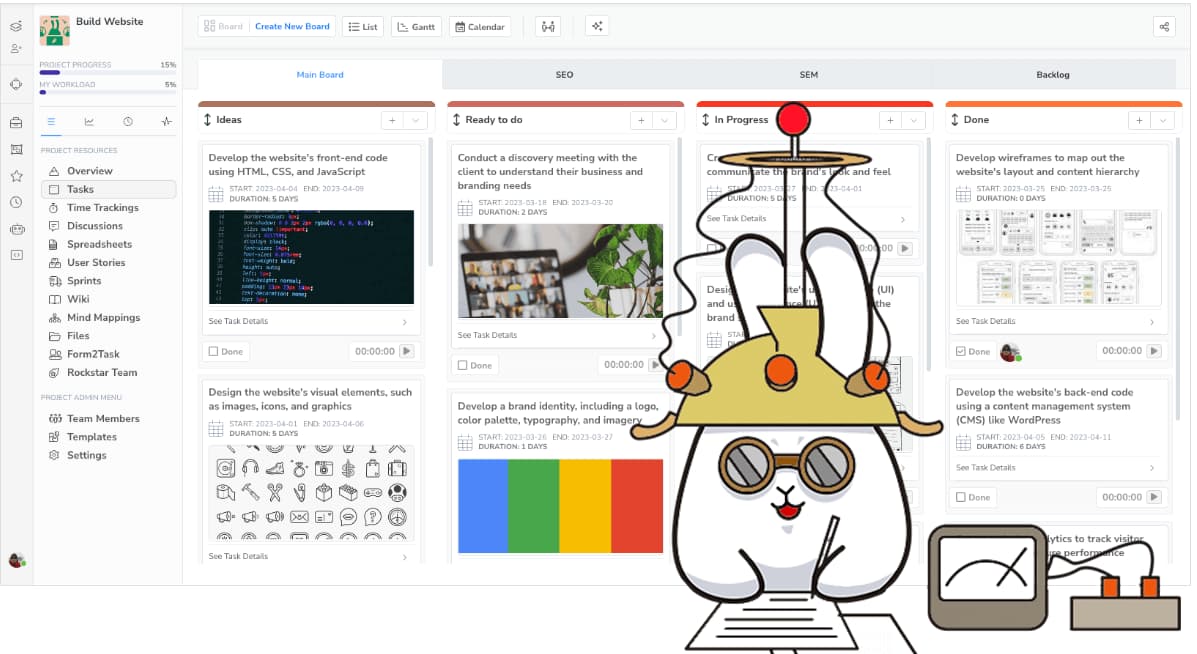 Build Website
PROJECT PROGRESS 15%
MY WORKLOAD 5%
PROJECT RESOURCES
Overview
Tasks
Time Trackings
Discussions
Spreadsheets
User Stories
Sprints
Wiki
Mind Mappings
Files
Form2Task
Rockstar Team
PROJECT ADMIN MENU
Team Members
Templates
Settings
Board Create New Board List Gantt Calendar
Main Board SEO SEM Backlog
Ideas
Develop the website's front-end code
using HTML, CSS, and JavaScript
START: 2023-04-04 END: 2023-04-09
DURATION: 5 DAYS
See Task Details
Done 00:00:00
Design the website's visual elements, such
as images, icons, and graphics
START: 2023-04-01 END: 2023-04-06
DURATION: 5 DAYS
See Task Details
Ready to do
Conduct a discovery meeting with the
client to understand their business and
branding needs
START: 2023-03-18 END: 2023-03-20
DURATION: 2 DAYS
See Task Details
Done 00:00:00
Develop a brand identity, including a logo,
color palette, typography, and imagery
START: 2023-03-26 END: 2023-03-27
DURATION: 1 DAYS
In Progress
communicate the brand's look and feel
START: 2023-03-27 END: 2023-04-01
DURATION: 5 DAYS
See Task Details
(UI)
and
the
brand
Done
Develop wireframes to map out the
website's layout and content hierarchy
START: 2023-03-25 END: 2023-03-25
DURATION: 0 DAYS
See Task Details
Done 00:00:00
Develop the website's back-end code
using a content management system
(CMS) like WordPress
START: 2023-04-05 END: 2023-04-11
DURATION: 6 DAYS
See Task Details
Done 00:00:00
to track visitor
performance